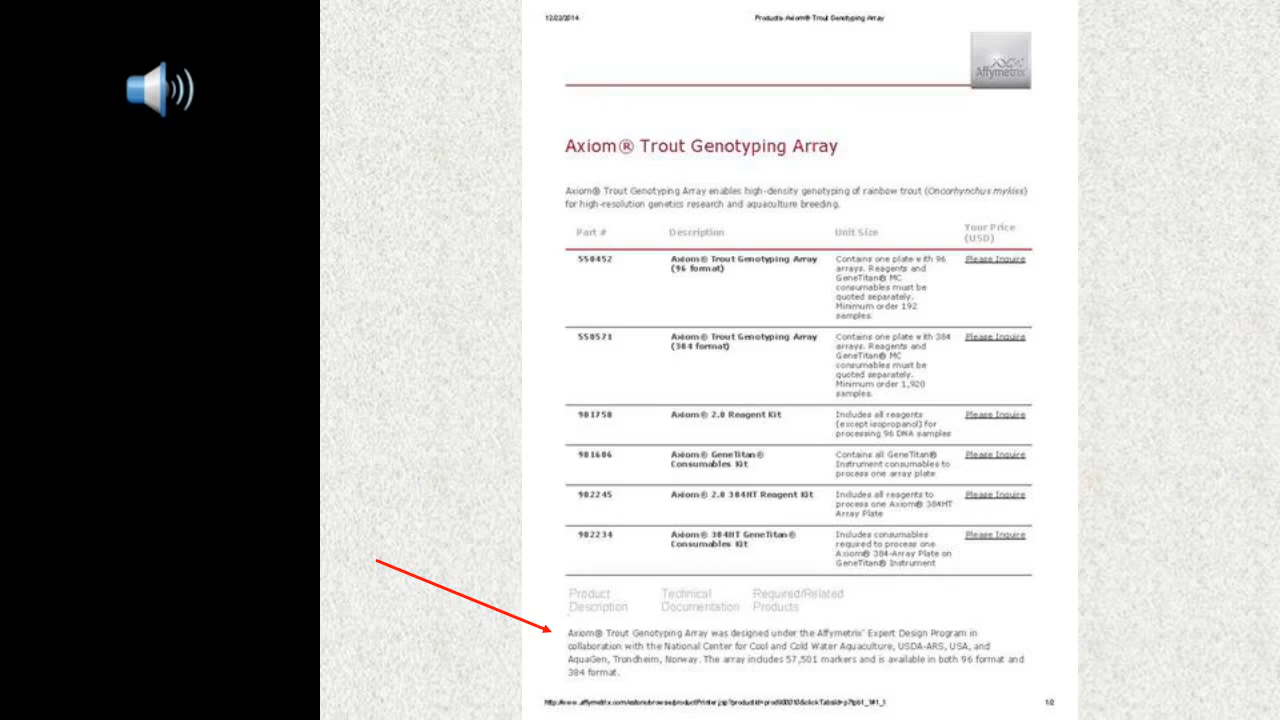 12/22/2014
Products- Axiom® Trout Genotyping Array
Affymetrix
Axiom® Trout Genotyping Array
Axiom® Trout Genotyping Array enables high-density genotyping of rainbow trout (Oncorhynchus mykiss)
for high-resolution genetics research and aquaculture breeding.
Part #
Description
Unit Size
Your Price
(USD)
550452
Axiom® Trout Genotyping Array
(96 format)
Contains one plate with 96
arrays. Reagents and
GeneTitan® MC
consumables must be
quoted separately.
Minimum order 192
samples.
Please Inquire
550571
Axiom® Trout Genotyping Array
(384 format)
Contains one plate with 384
arrays. Reagents and
GeneTitan® MC
consumables must be
quoted separately.
Minimum order 1,920
samples.
Please Inquire
901758
Axiom® 2.0 Reagent Kit
Includes all reagents
(except isopropanol) for
processing 96 DNA samples
Please Inquire
901606
Axiom® GeneTitan®
Consumables Kit
Contains all GeneTitan®
Instrument consumables to
process one array plate
Please Inquire
902245
Axiom® 2.0 384HT Reagent Kit
Includes all reagents to
process one Axiom® 384HT
Array Plate
Please Inquire
902234
Axiom® 384HT GeneTitan®
Consumables Kit
Includes consumables
required to process one
Axiom® 384-Array Plate on
GeneTitan® Instrument
Please Inquire
Product
Description
Technical
Documentation
Required/Related
Products
Axiom® Trout Genotyping Array was designed under the Affymetrix' Expert Design Program in
collaboration with the National Center for Cool and Cold Water Aquaculture, USDA-ARS, USA, and
AquaGen, Trondheim, Norway. The array includes 57,501 markers and is available in both 96 format and
384 format.
1/2